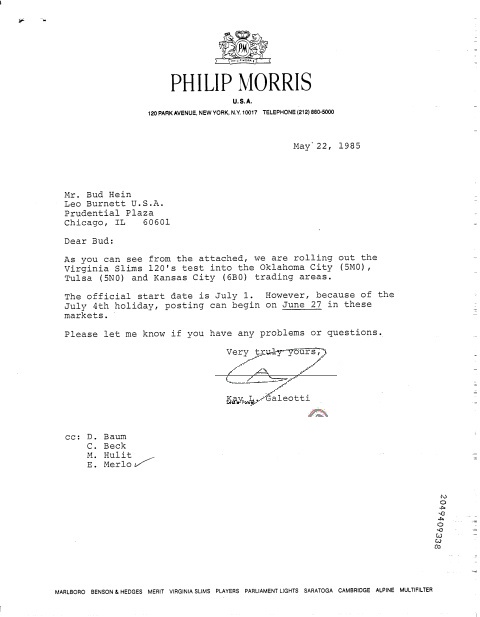 PM
PHILIP MORRIS
U.S.A.
120 PARK AVENUE, NEW YORK, N.Y. 10017 TELEPHONE (212) 880-5000
May 22, 1985
Mr. Bud Hein
Leo Burnett U.S.A.
Prudential Plaza
Chicago, IL 60601
Dear Bud:
As you can see from the attached, we are rolling out the
Virginia Slims 120's test into the Oklahoma City (5M0),
Tulsa (5N0) and Kansas City (6B0) trading areas.
The official start date is July 1. However, because of the
July 4th holiday, posting can begin on June 27 in these
markets.
Please let me know if you have any problems or questions.
Very truly yours,
Kay L. Galeotti
cc: D. Baum
C. Beck
M. Hulit
E. Merlo
2049409338
MARLBORO BENSON & HEDGES MERIT VIRGINIA SLIMS PLAYERS PARLIAMENT LIGHTS SARATOGA CAMBRIDGE ALPINE MULTIFILTER